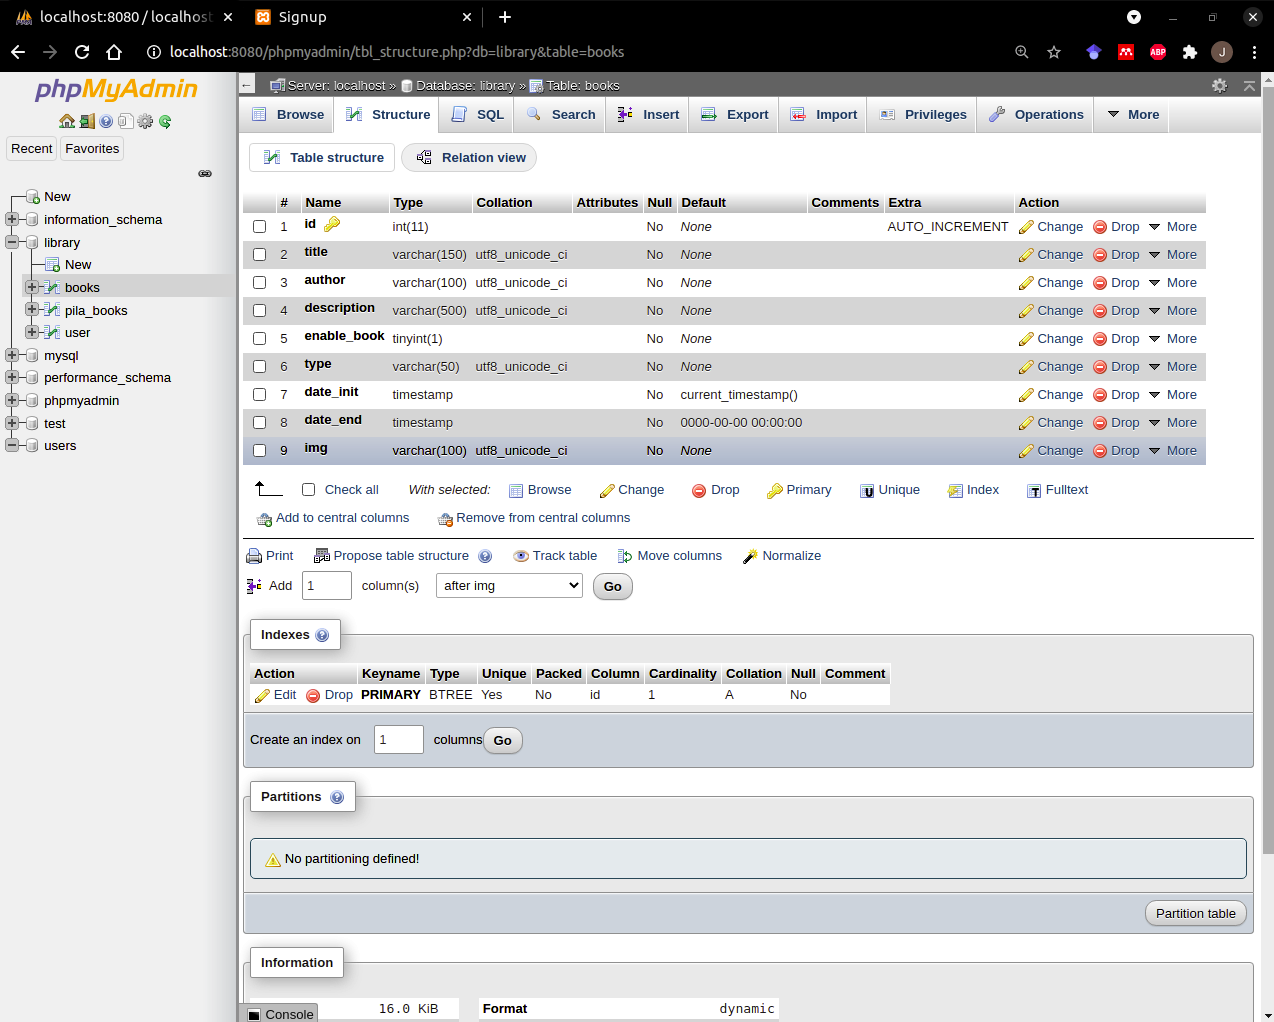 localhost:8080 / localhost
Signup
localhost:8080/phpmyadmin/tbl_structure.php?db=library&table=books
J
ABP
phpMyAdmin
Recent Favorites
New
information_schema
library
New
books
pila_books
user
mysql
performance_schema
phpmyadmin
test
users
Server: localhost » Database: library » Table: books
Browse Structure SQL Search Insert Export Import Privileges Operations More
Table structure Relation view
# Name Type Collation Attributes Null Default Comments Extra Action
1 id int(11) No None AUTO_INCREMENT Change Drop More
2 title varchar(150) utf8_unicode_ci No None Change Drop More
3 author varchar(100) utf8_unicode_ci No None Change Drop More
4 description varchar(500) utf8_unicode_ci No None Change Drop More
5 enable_book tinyint(1) No None Change Drop More
6 type varchar(50) utf8_unicode_ci No None Change Drop More
7 date_init timestamp No current_timestamp() Change Drop More
8 date_end timestamp No 0000-00-00 00:00:00 Change Drop More
9 img varchar(100) utf8_unicode_ci No None Change Drop More
Check all With selected: Browse Change Drop Primary Unique Index Fulltext
Add to central columns Remove from central columns
Print Propose table structure Track table Move columns Normalize
Add 1 column(s) after img Go
Indexes
Action Keyname Type Unique Packed Column Cardinality Collation Null Comment
Edit Drop PRIMARY BTREE Yes No id 1 A No
Create an index on 1 columns Go
Partitions
No partitioning defined!
Partition table
Information
16.0 KiB Format dynamic
Console